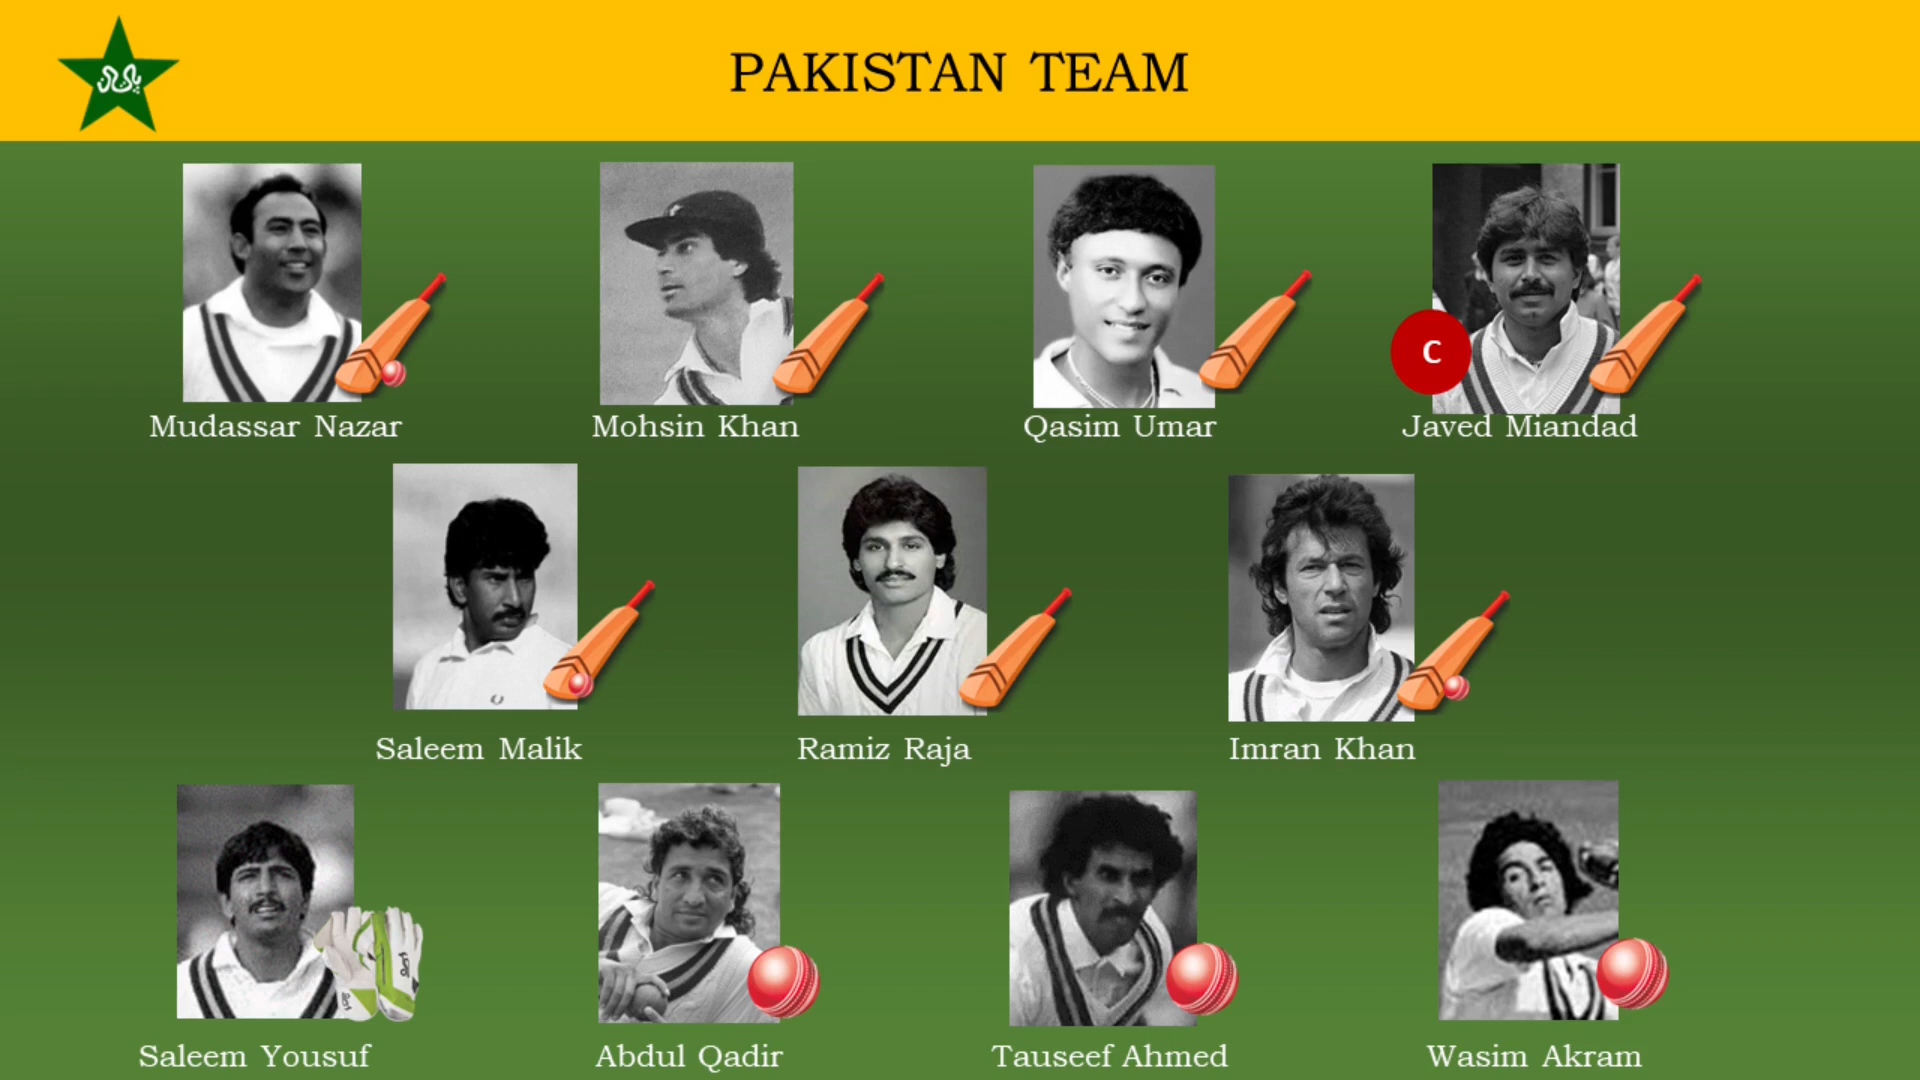 PAKISTAN TEAM
C
Mudassar Nazar
Mohsin Khan
Qasim Umar
Javed Miandad
Saleem Malik
Ramiz Raja
Imran Khan
Saleem Yousuf
Abdul Qadir
Tauseef Ahmed
Wasim Akram